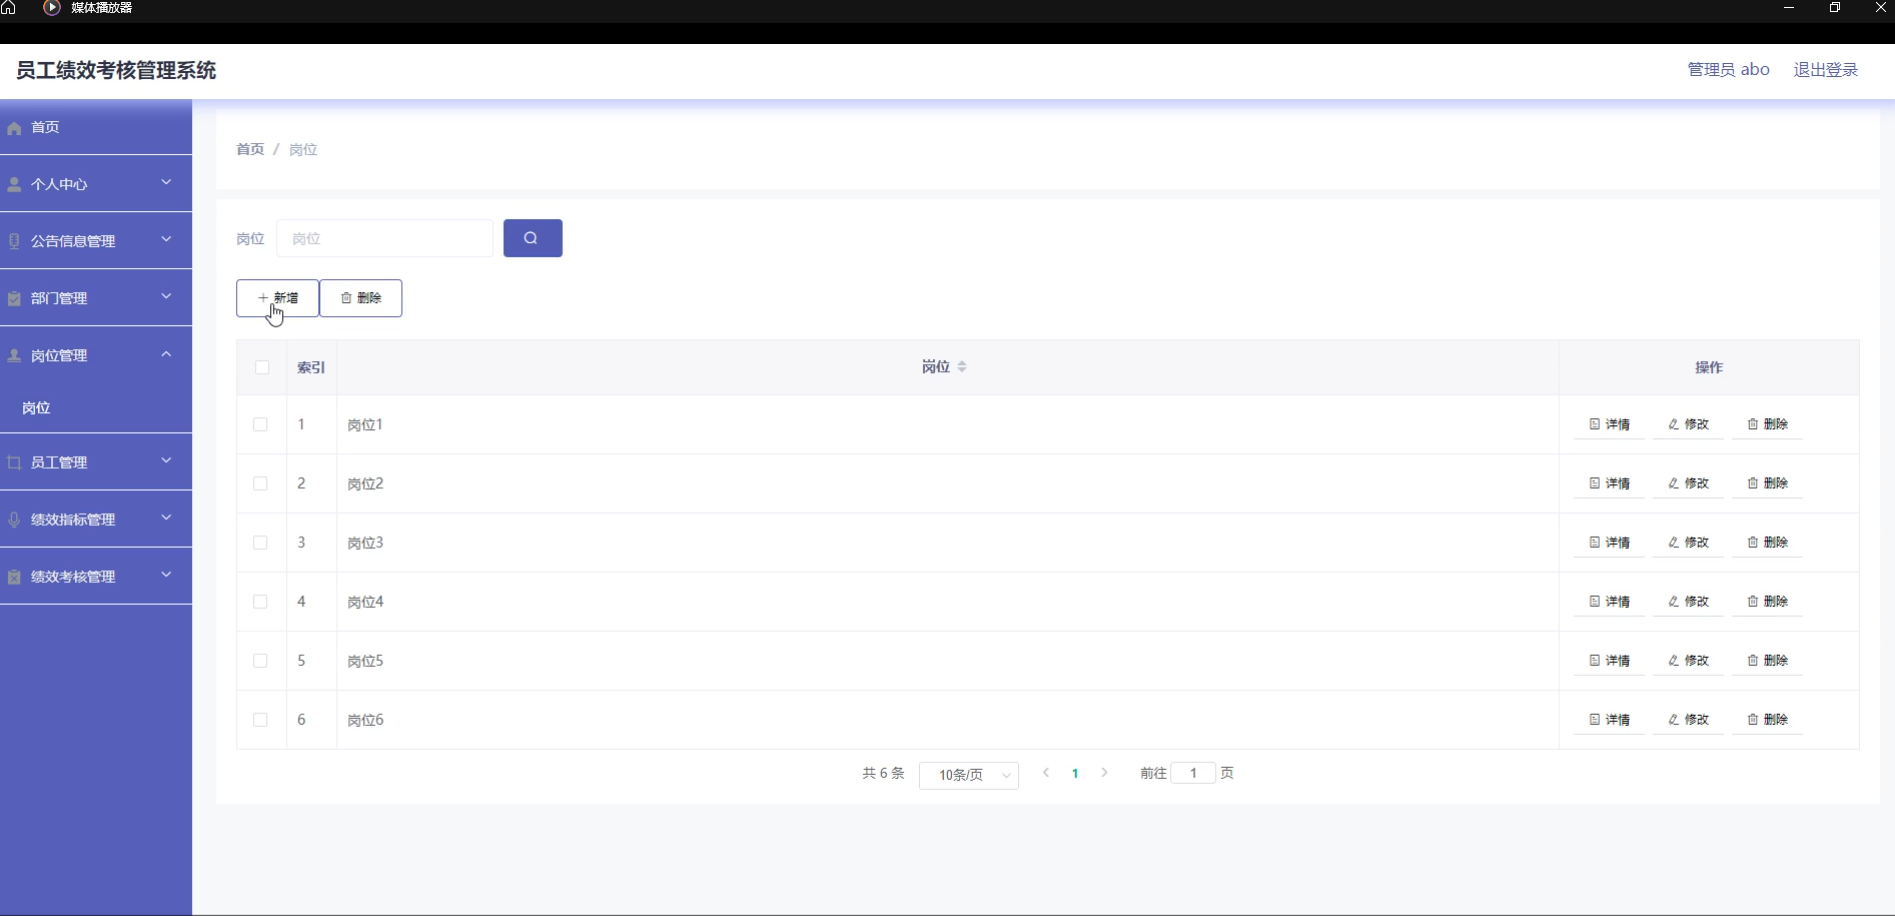 媒体播放器
员工绩效考核管理系统
管理员 abo 退出登录
首页
个人中心
公告信息管理
部门管理
岗位管理
岗位
员工管理
绩效指标管理
绩效考核管理
首页 / 岗位
岗位 岗位
新增 删除
索引 岗位 操作
1 岗位1 详情 修改 删除
2 岗位2 详情 修改 删除
3 岗位3 详情 修改 删除
4 岗位4 详情 修改 删除
5 岗位5 详情 修改 删除
6 岗位6 详情 修改 删除
共 6 条 10条/页 1 前往 1 页